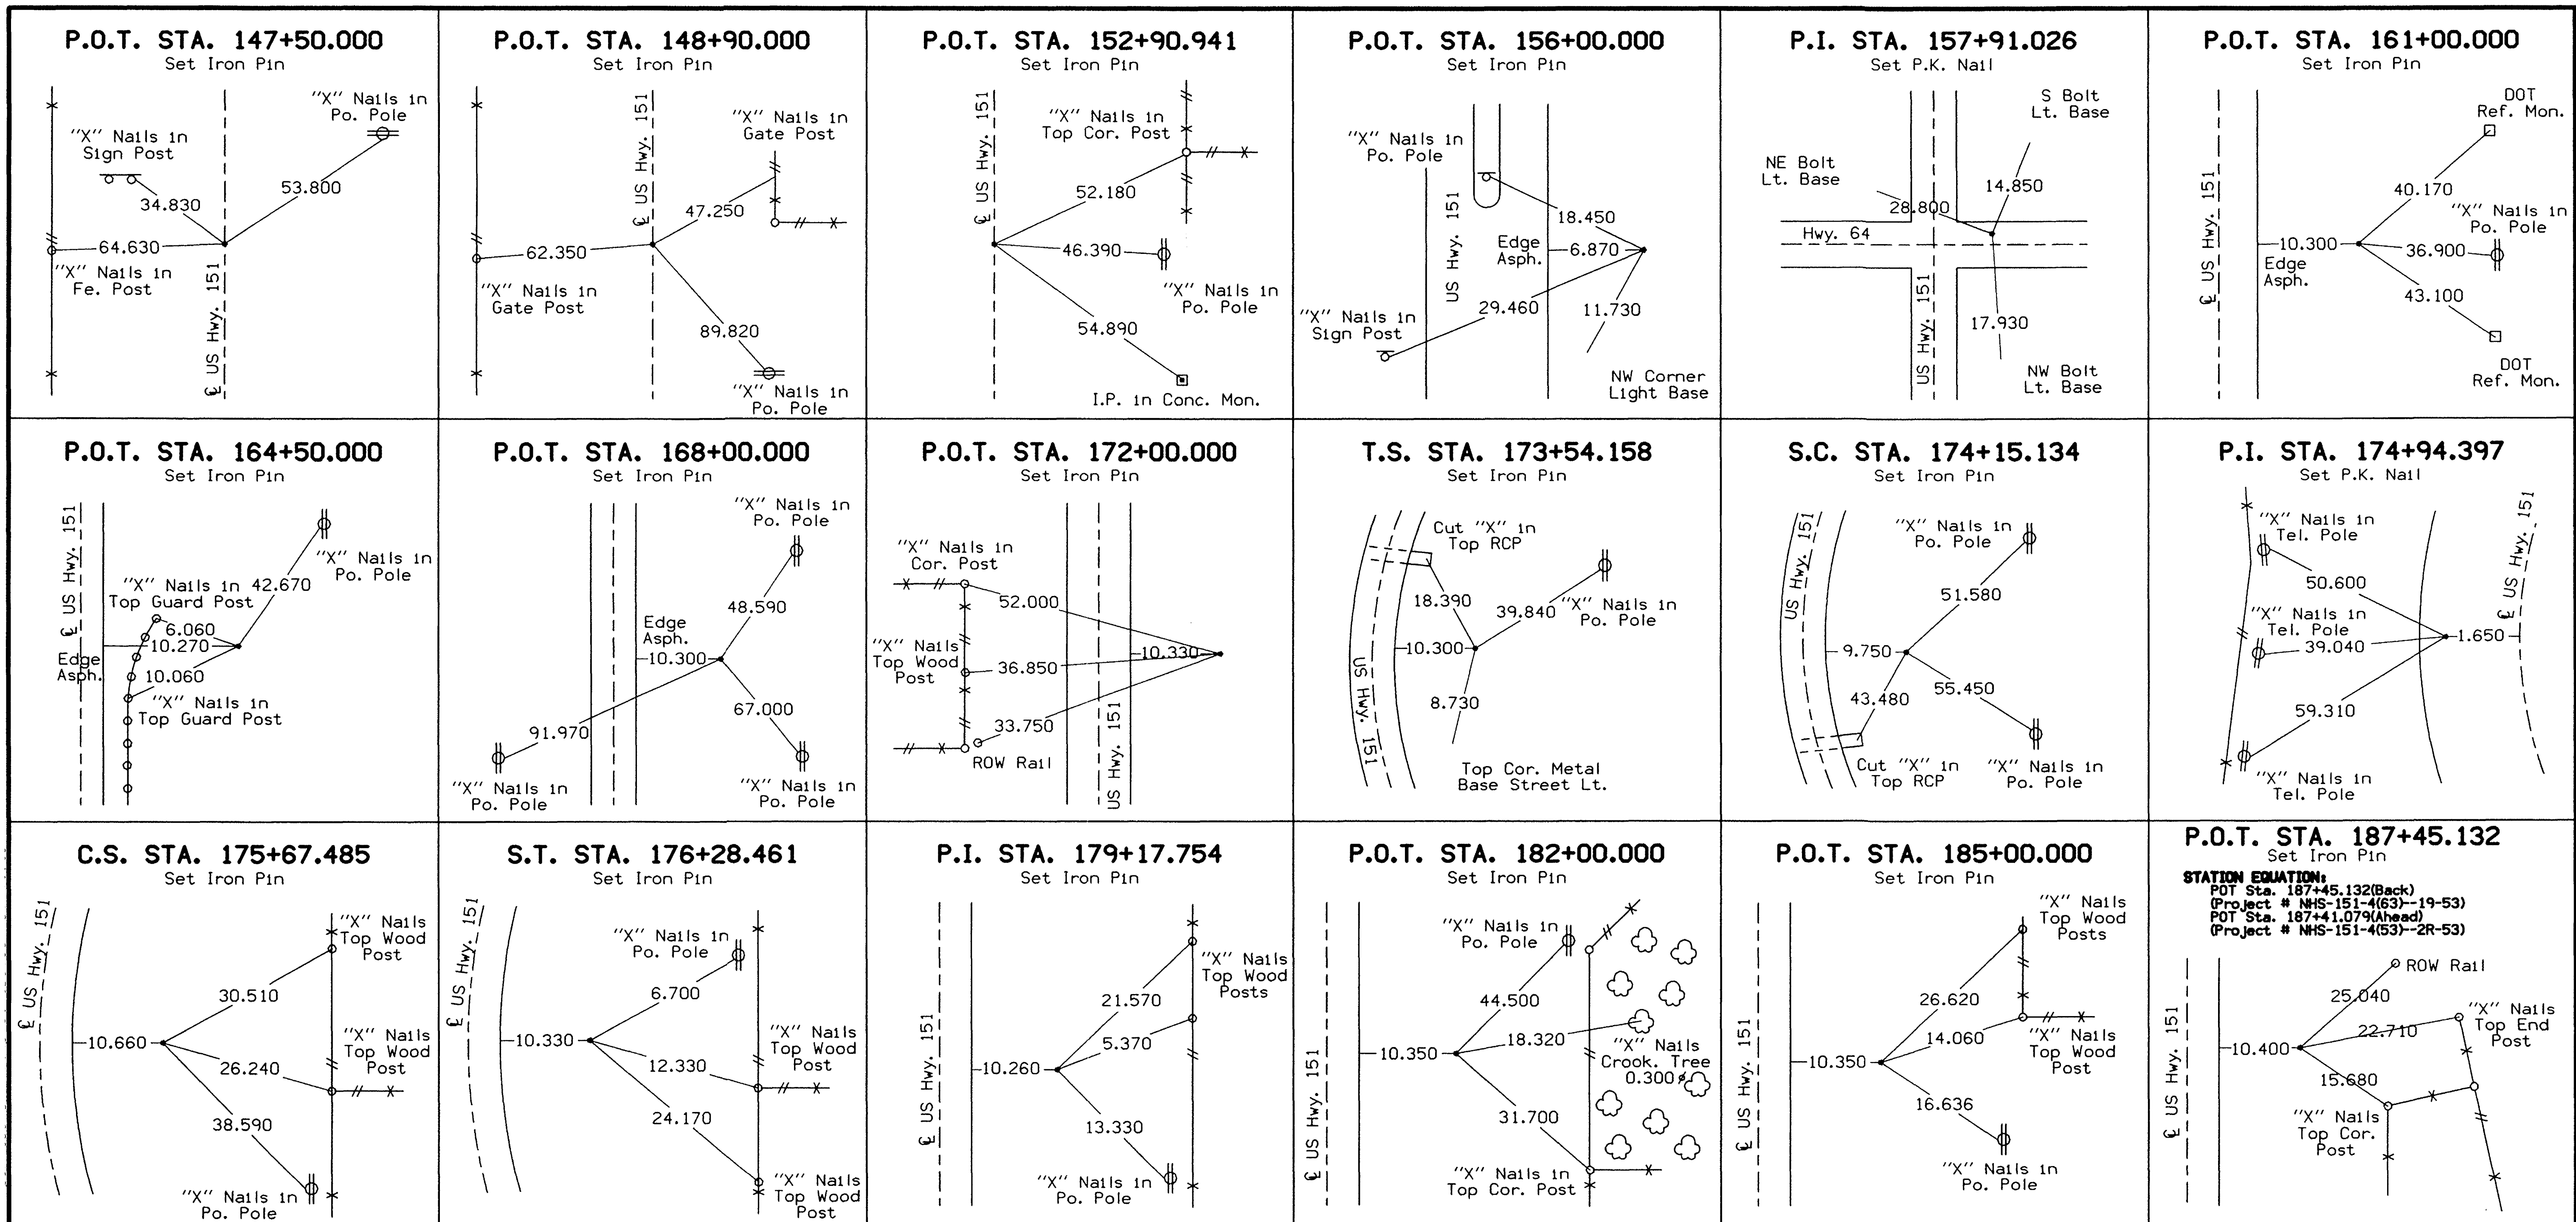 P.O.T. STA. 147+50.000
Set Iron Pin
"X" Nails in
Po. Pole
"X" Nails in
Sign Post
53.800
34.830
64.630
"X" Nails in
Fe. Post
℄ US Hwy. 151
P.O.T. STA. 148+90.000
Set Iron Pin
℄ US Hwy. 151
"X" Nails in
Gate Post
47.250
62.350
"X" Nails in
Gate Post
89.820
"X" Nails in
Po. Pole
P.O.T. STA. 152+90.941
Set Iron Pin
℄ US Hwy. 151
"X" Nails in
Top Cor. Post
52.180
46.390
"X" Nails in
Po. Pole
54.890
I.P. in Conc. Mon.
P.O.T. STA. 156+00.000
Set Iron Pin
"X" Nails in
Po. Pole
US Hwy. 151
18.450
Edge
Asph.
6.870
29.460
11.730
"X" Nails in
Sign Post
NW Corner
Light Base
P.I. STA. 157+91.026
Set P.K. Nail
S Bolt
Lt. Base
NE Bolt
Lt. Base
14.850
28.800
Hwy. 64
US Hwy. 151
17.930
NW Bolt
Lt. Base
P.O.T. STA. 161+00.000
Set Iron Pin
DOT
Ref. Mon.
℄ US Hwy. 151
40.170
"X" Nails in
Po. Pole
10.300
36.900
Edge
Asph.
43.100
DOT
Ref. Mon.
P.O.T. STA. 164+50.000
Set Iron Pin
℄ US Hwy. 151
"X" Nails in
Po. Pole
42.670
"X" Nails in
Top Guard Post
6.060
10.270
Edge
Asph.
10.060
"X" Nails in
Top Guard Post
P.O.T. STA. 168+00.000
Set Iron Pin
"X" Nails in
Po. Pole
48.590
Edge
Asph.
10.300
67.000
91.970
"X" Nails in
Po. Pole
"X" Nails in
Po. Pole
P.O.T. STA. 172+00.000
Set Iron Pin
"X" Nails in
Cor. Post
52.000
"X" Nails
Top Wood
Post
10.330
36.850
33.750
ROW Rail
US Hwy. 151
T.S. STA. 173+54.158
Set Iron Pin
Cut "X" in
Top RCP
18.390
39.840
"X" Nails in
Po. Pole
10.300
US Hwy. 151
8.730
Top Cor. Metal
Base Street Lt.
S.C. STA. 174+15.134
Set Iron Pin
US Hwy. 151
"X" Nails in
Po. Pole
51.580
9.750
43.480
55.450
Cut "X" in
Top RCP
"X" Nails in
Po. Pole
P.I. STA. 174+94.397
Set P.K. Nail
"X" Nails in
Tel. Pole
℄ US Hwy. 151
50.600
"X" Nails in
Tel. Pole
39.040
1.650
59.310
"X" Nails in
Tel. Pole
C.S. STA. 175+67.485
Set Iron Pin
℄ US Hwy. 151
"X" Nails
Top Wood
Post
30.510
10.660
26.240
"X" Nails
Top Wood
Post
38.590
"X" Nails in
Po. Pole
S.T. STA. 176+28.461
Set Iron Pin
℄ US Hwy. 151
"X" Nails in
Po. Pole
6.700
10.330
12.330
"X" Nails
Top Wood
Post
24.170
"X" Nails
Top Wood
Post
P.I. STA. 179+17.754
Set Iron Pin
"X" Nails
Top Wood
Posts
21.570
5.370
℄ US Hwy. 151
10.260
13.330
"X" Nails in
Po. Pole
P.O.T. STA. 182+00.000
Set Iron Pin
"X" Nails in
Po. Pole
44.500
18.320
10.350
℄ US Hwy. 151
"X" Nails
Crook. Tree
0.300⌀
31.700
"X" Nails in
Top Cor. Post
P.O.T. STA. 185+00.000
Set Iron Pin
"X" Nails
Top Wood
Posts
26.620
14.060
"X" Nails
Top Wood
Post
℄ US Hwy. 151
10.350
16.636
"X" Nails in
Po. Pole
P.O.T. STA. 187+45.132
Set Iron Pin
STATION EQUATION:
POT Sta. 187+45.132(Back)
(Project # NHS-151-4(63)--19-53)
POT Sta. 187+41.079(Ahead)
(Project # NHS-151-4(53)--2R-53)
ROW Rail
25.040
22.710
"X" Nails
Top End
Post
℄ US Hwy. 151
10.400
15.680
"X" Nails
Top Cor.
Post